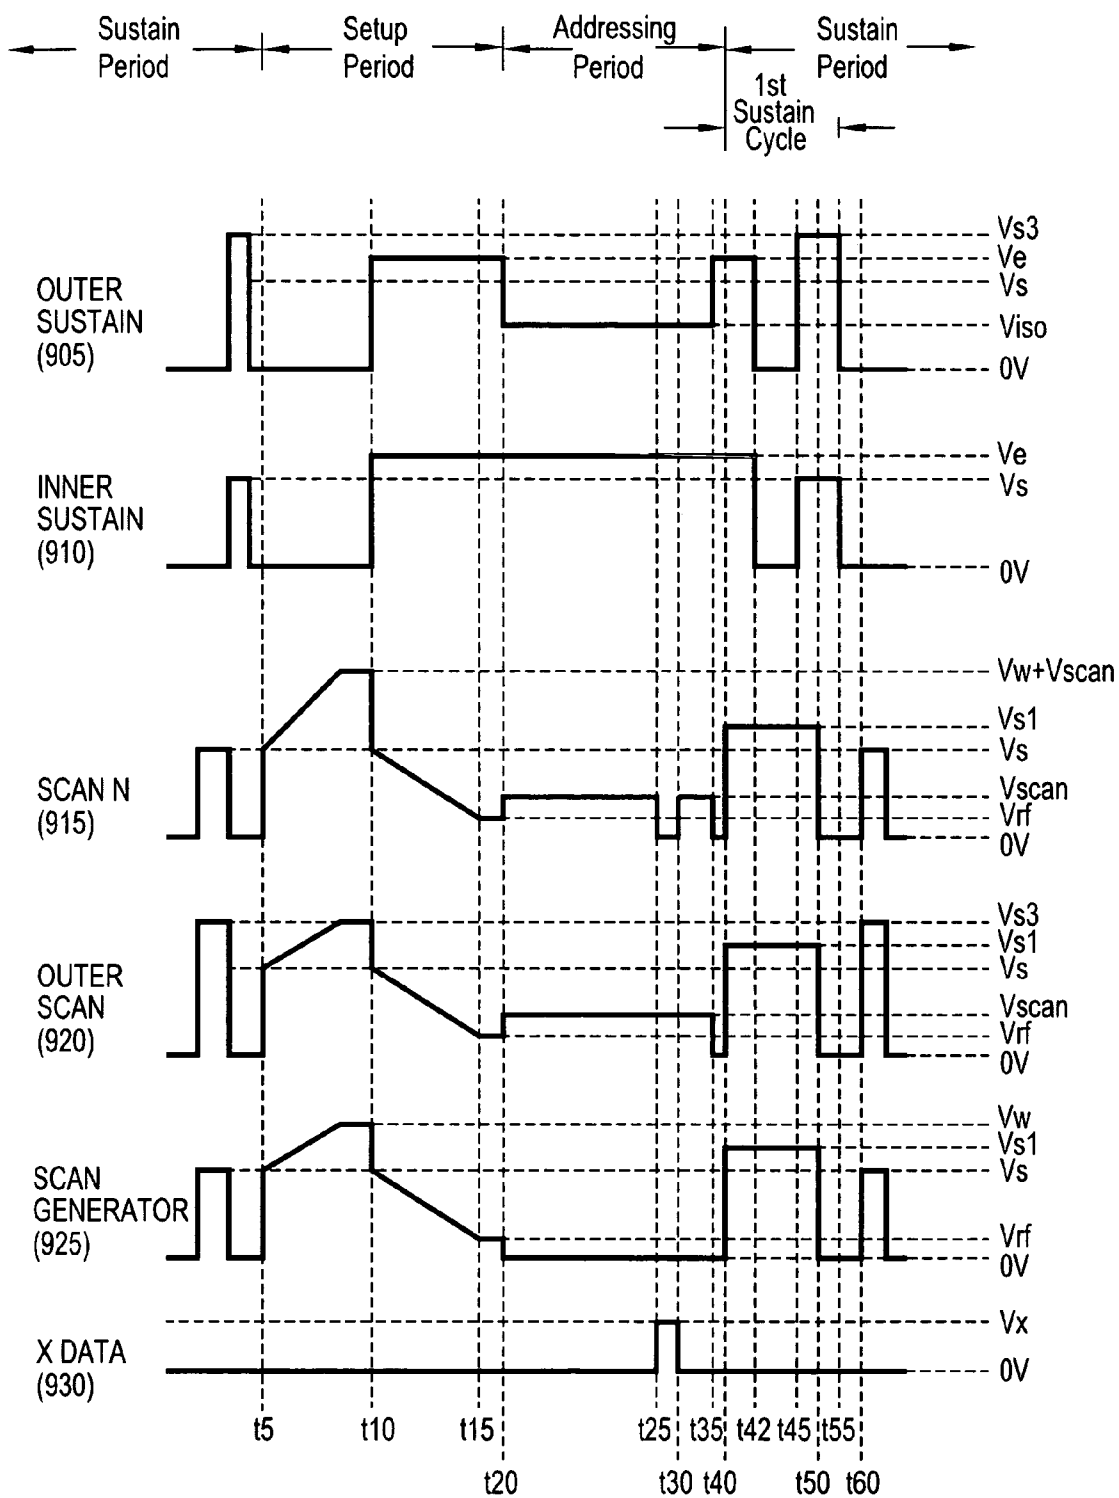 Sustain
Period
Setup
Period
Addressing
Period
Sustain
Period
1st
Sustain
Cycle
OUTER
SUSTAIN
(905)
Vs3
Ve
Vs
Viso
0V
INNER
SUSTAIN
(910)
Ve
Vs
0V
SCAN N
(915)
Vw+Vscan
Vs1
Vs
Vscan
Vrf
0V
OUTER
SCAN
(920)
Vs3
Vs1
Vs
Vscan
Vrf
0V
SCAN
GENERATOR
(925)
Vw
Vs1
Vs
Vrf
0V
X DATA
(930)
Vx
0V
t5 t10 t15 t25 t35 t42 t45 t55
t20 t30 t40 t50 t60